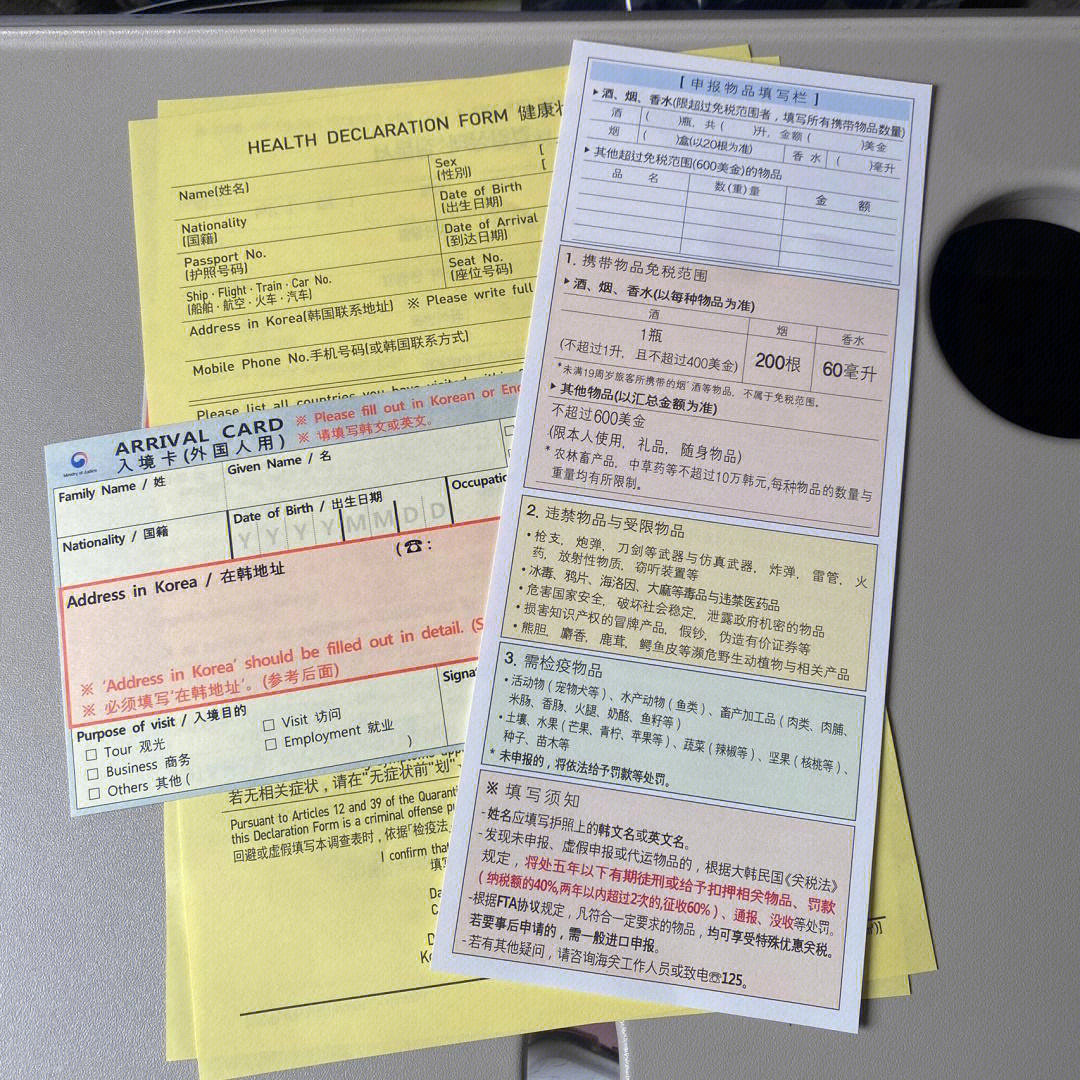 HEALTH DECLARATION FORM 健康
Name(姓名)
Sex [
(性別) [
Nationality
(国籍)
Date of Birth
(出生日期)
Passport No.
(护照号码)
Date of Arrival
(到达日期)
Ship · Flight · Train · Car No.
(船舶 · 航空 · 火车 · 汽车)
Seat No.
(座位号码)
Address in Korea(韩国联系地址) ※ Please write full
Mobile Phone No.手机号码(或韩国联系方式)
Please list all countries you have visited
ARRIVAL CARD
入境卡(外国人用)
※ Please fill out in Korean or
※ 请填写韩文或英文。
Ministry of Justice
Family Name / 姓
Given Name / 名
Nationality / 国籍
Date of Birth / 出生日期
Y Y Y Y M M D D
(☎ :
Address in Korea / 在韩地址
※ 'Address in Korea' should be filled out in detail. (S
※ 必须填写'在韩地址'。(参考后面)
Purpose of visit / 入境目的
□ Tour 观光
□ Visit 访问
□ Business 商务
□ Employment 就业
□ Others 其他 ( )
若无相关症状，请在"无症状前"划"
Pursuant to Articles 12 and 39 of the
this Declaration Form is a criminal offense
回避或虚假填写本调查表时，依据「检疫法」
I confirm that
[ 申报物品填写栏 ]
▸酒、烟、香水(限超过免税范围者，填写所有携带物品数量)
酒 ( )瓶，共 ( )升，金额 ( )美金
烟 ( )盒(以20根为准) 香水 ( )毫升
▸其他超过免税范围(600美金)的物品
品 名 数(重)量 金 额
1. 携带物品免税范围
▸酒、烟、香水(以每种物品为准)
酒 烟 香水
1瓶
(不超过1升，且不超过400美金) 200根 60毫升
*未满19周岁旅客所携带的烟˙酒等物品，不属于免税范围。
▸其他物品(以汇总金额为准)
不超过600美金
(限本人使用，礼品，随身物品)
* 农林畜产品，中草药等不超过10万韩元,每种物品的数量与
重量均有所限制。
2. 违禁物品与受限物品
• 枪支，炮弹，刀剑等武器与仿真武器，炸弹，雷管，火
药，放射性物质，窃听装置等
• 冰毒、鸦片、海洛因、大麻等毒品与违禁医药品
• 危害国家安全，破坏社会稳定，泄露政府机密的物品
• 损害知识产权的冒牌产品，假钞，伪造有价证券等
• 熊胆，麝香，鹿茸，鳄鱼皮等濒危野生动植物与相关产品
3. 需检疫物品
• 活动物（宠物犬等）、水产动物（鱼类）、畜产加工品（肉类、肉脯、
米肠、香肠、火腿、奶酪、鱼籽等）
• 土壤、水果（芒果、青柠、苹果等）、蔬菜（辣椒等）、坚果（核桃等）、
种子、苗木等
* 未申报的，将依法给予罚款等处罚。
※ 填写须知
-姓名应填写护照上的韩文名或英文名。
-发现未申报、虚假申报或代运物品的，根据大韩民国《关税法》
规定，将处五年以下有期徒刑或给予扣押相关物品、罚款
（纳税额的40%,两年以内超过2次的,征收60%）、通报、没收等处罚。
-根据FTA协议规定，凡符合一定要求的物品，均可享受特殊优惠关税。
若要事后申请的，需一般进口申报。
-若有其他疑问，请咨询海关工作人员或致电☏125。